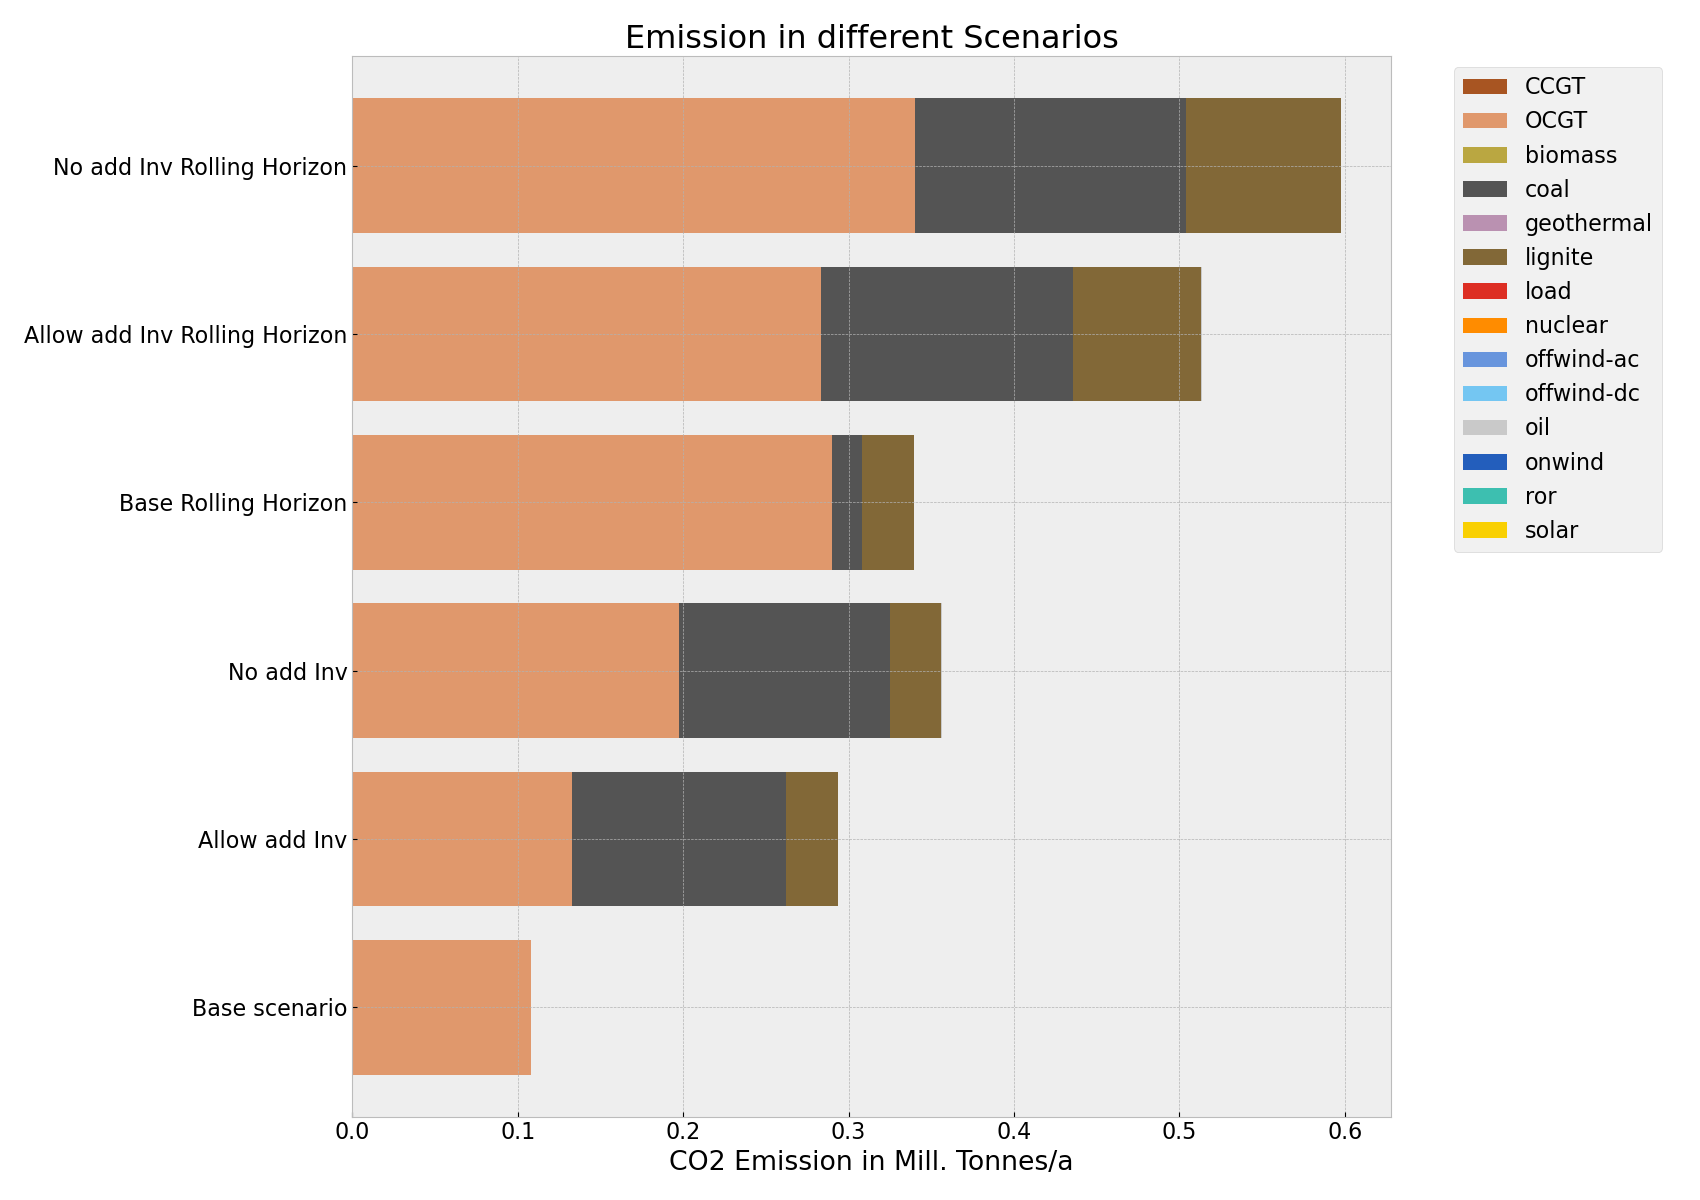 Emission in different Scenarios
No add Inv Rolling Horizon
Allow add Inv Rolling Horizon
Base Rolling Horizon
No add Inv
Allow add Inv
Base scenario
0.0 0.1 0.2 0.3 0.4 0.5 0.6
CO2 Emission in Mill. Tonnes/a
CCGT
OCGT
biomass
coal
geothermal
lignite
load
nuclear
offwind-ac
offwind-dc
oil
onwind
ror
solar